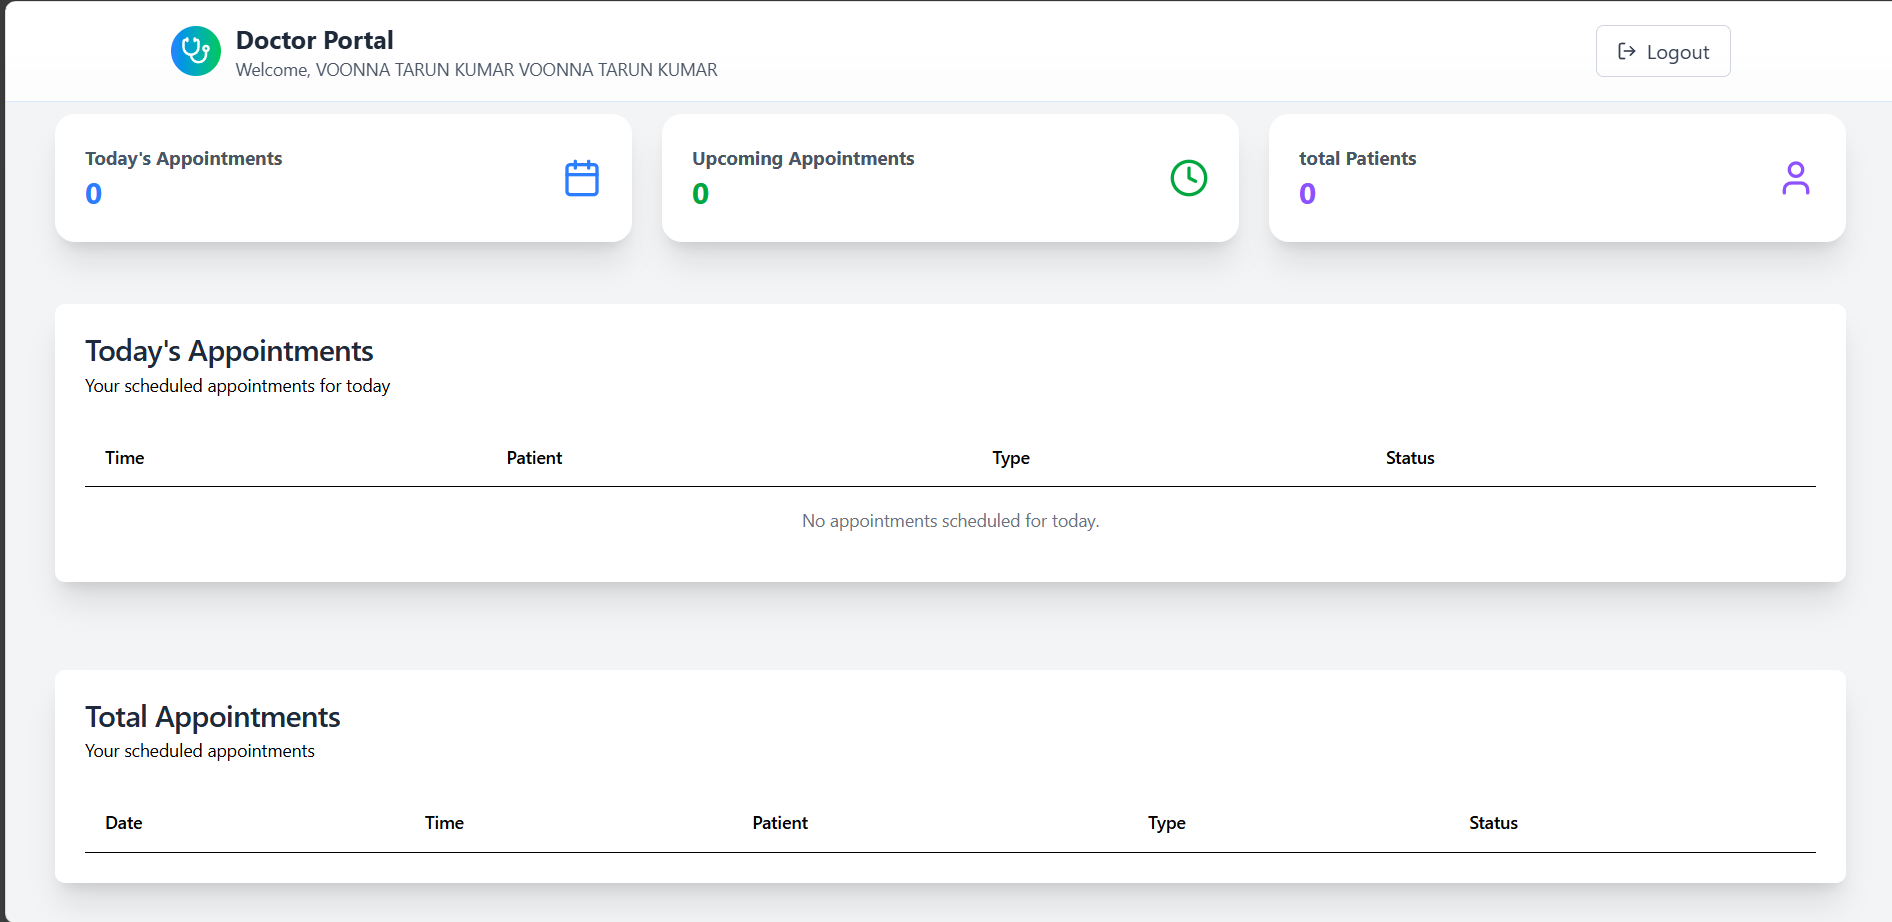 Doctor Portal
Welcome, VOONNA TARUN KUMAR VOONNA TARUN KUMAR
Logout
Today's Appointments
0
Upcoming Appointments
0
total Patients
0
Today's Appointments
Your scheduled appointments for today
Time Patient Type Status
No appointments scheduled for today.
Total Appointments
Your scheduled appointments
Date Time Patient Type Status